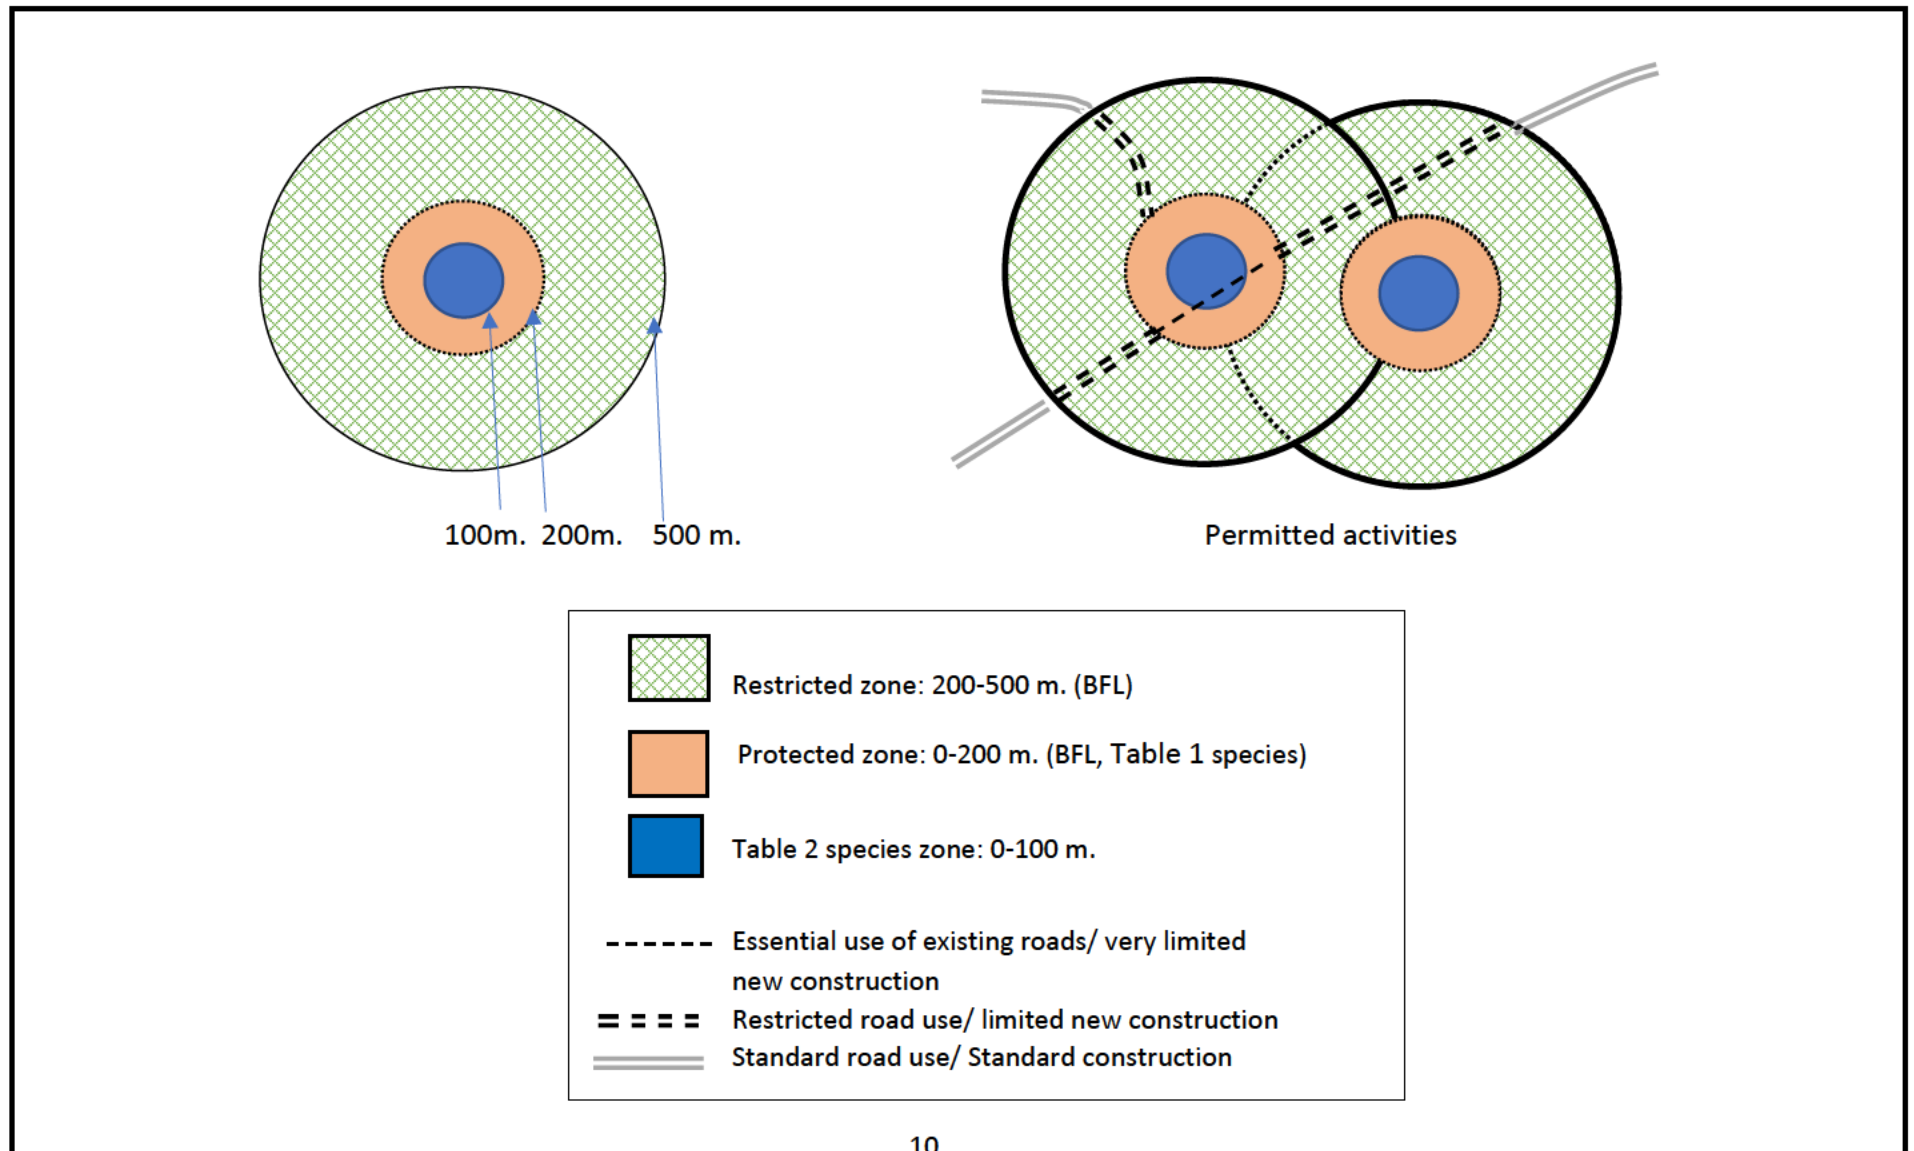 100m. 200m. 500 m.
Permitted activities
Restricted zone: 200-500 m. (BFL)
Protected zone: 0-200 m. (BFL, Table 1 species)
Table 2 species zone: 0-100 m.
Essential use of existing roads/ very limited
new construction
Restricted road use/ limited new construction
Standard road use/ Standard construction
10